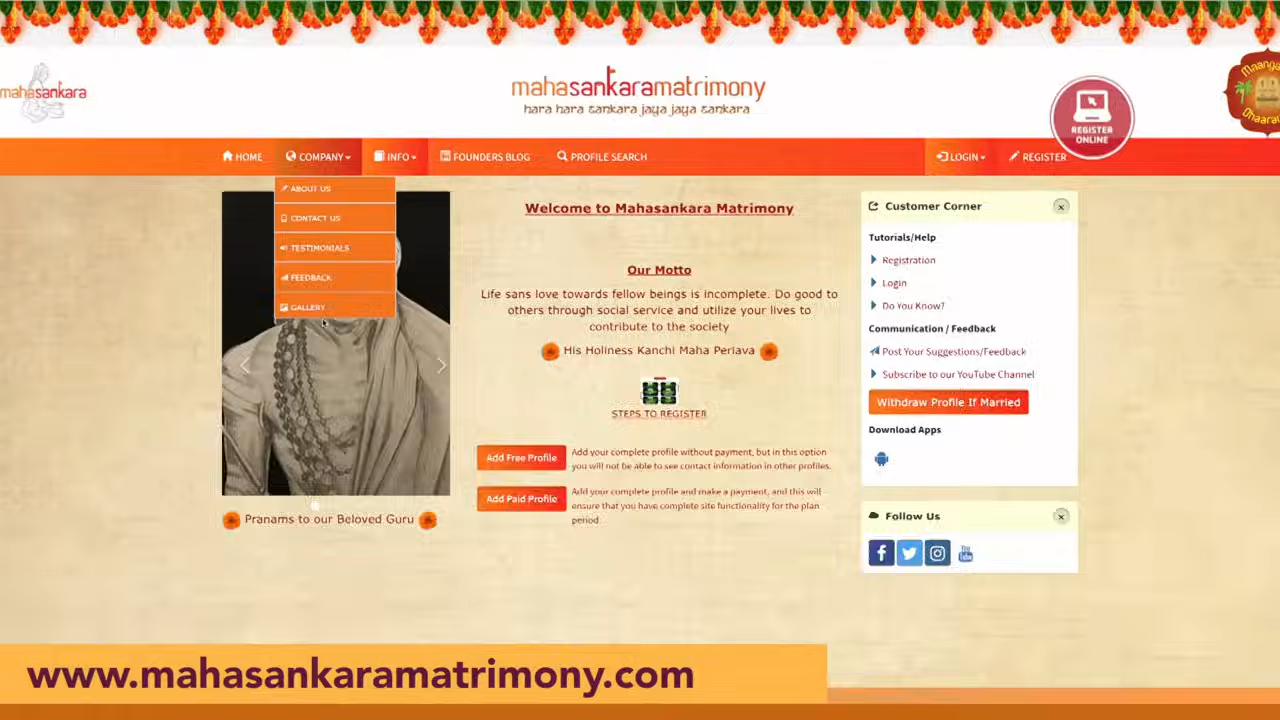 mahasankara
mahasankaramatrimony
hara hara sankara jaya jaya sankara
REGISTER
ONLINE
HOME
COMPANY
INFO
FOUNDERS BLOG
PROFILE SEARCH
LOGIN
REGISTER
ABOUT US
CONTACT US
TESTIMONIALS
FEEDBACK
GALLERY
Pranams to our Beloved Guru
Welcome to Mahasankara Matrimony
Our Motto
Life sans love towards fellow beings is incomplete. Do good to
others through social service and utilize your lives to
contribute to the society
His Holiness Kanchi Maha Periava
STEPS TO REGISTER
Add Free Profile
Add your complete profile without payment, but in this option
you will not be able to see contact information in other profiles.
Add Paid Profile
Add your complete profile and make a payment, and this will
ensure that you have complete site functionality for the plan
period.
Customer Corner
Tutorials/Help
Registration
Login
Do You Know?
Communication / Feedback
Post Your Suggestions/Feedback
Subscribe to our YouTube Channel
Withdraw Profile If Married
Download Apps
Follow Us
You
Tube
www.mahasankaramatrimony.com